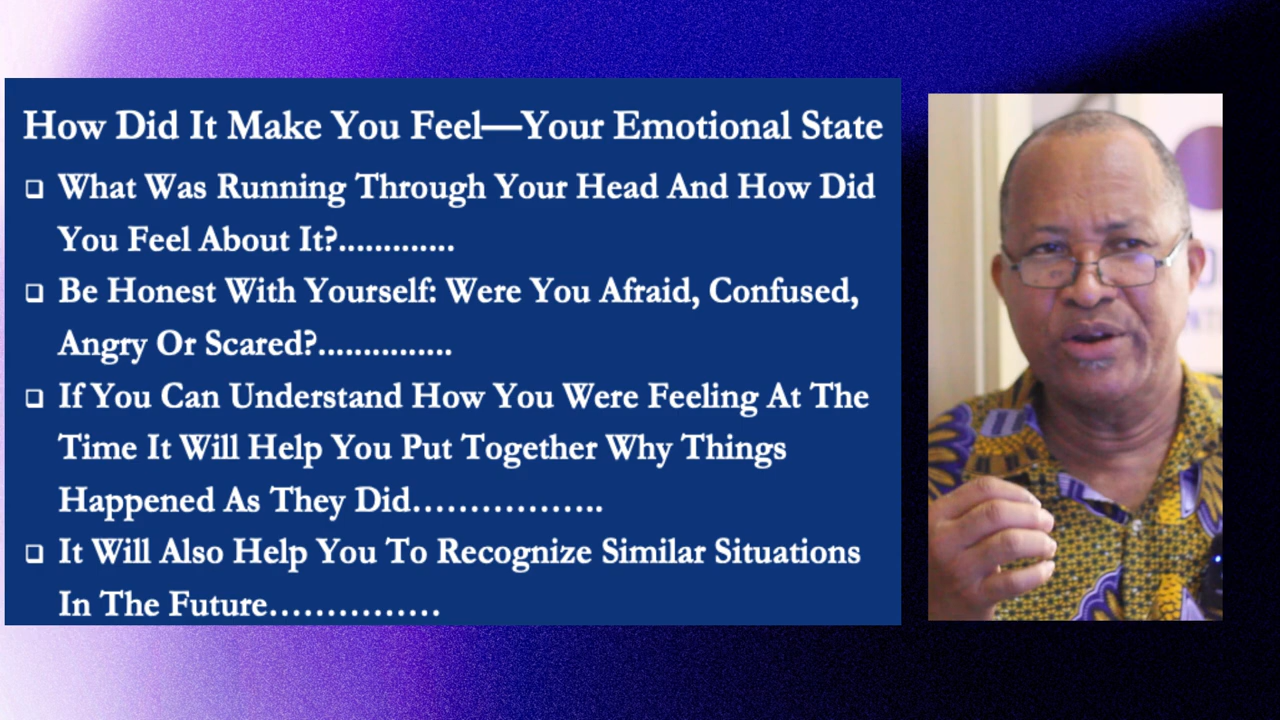 How Did It Make You Feel—Your Emotional State
❑ What Was Running Through Your Head And How Did
You Feel About It?.............
❑ Be Honest With Yourself: Were You Afraid, Confused,
Angry Or Scared?...............
❑ If You Can Understand How You Were Feeling At The
Time It Will Help You Put Together Why Things
Happened As They Did……………..
❑ It Will Also Help You To Recognize Similar Situations
In The Future……………